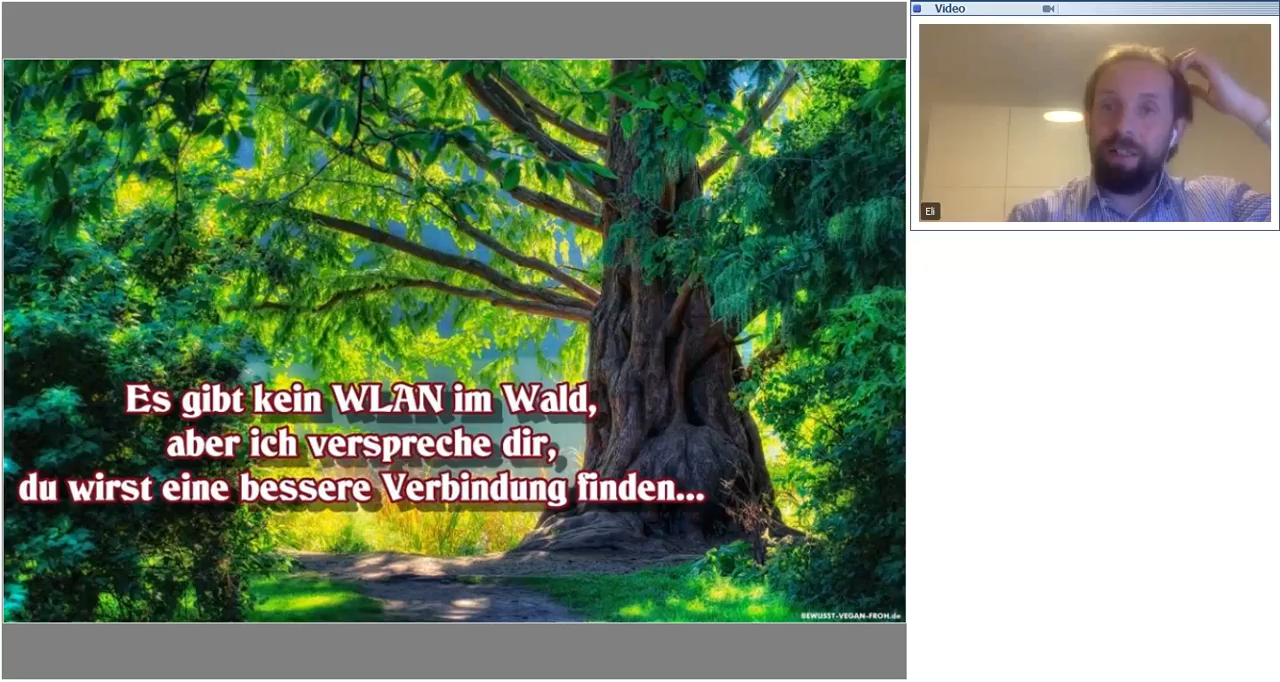 Video
Eli
Es gibt kein WLAN im Wald,
aber ich verspreche dir,
du wirst eine bessere Verbindung finden...
BEWUSST-VEGAN-FROH.de